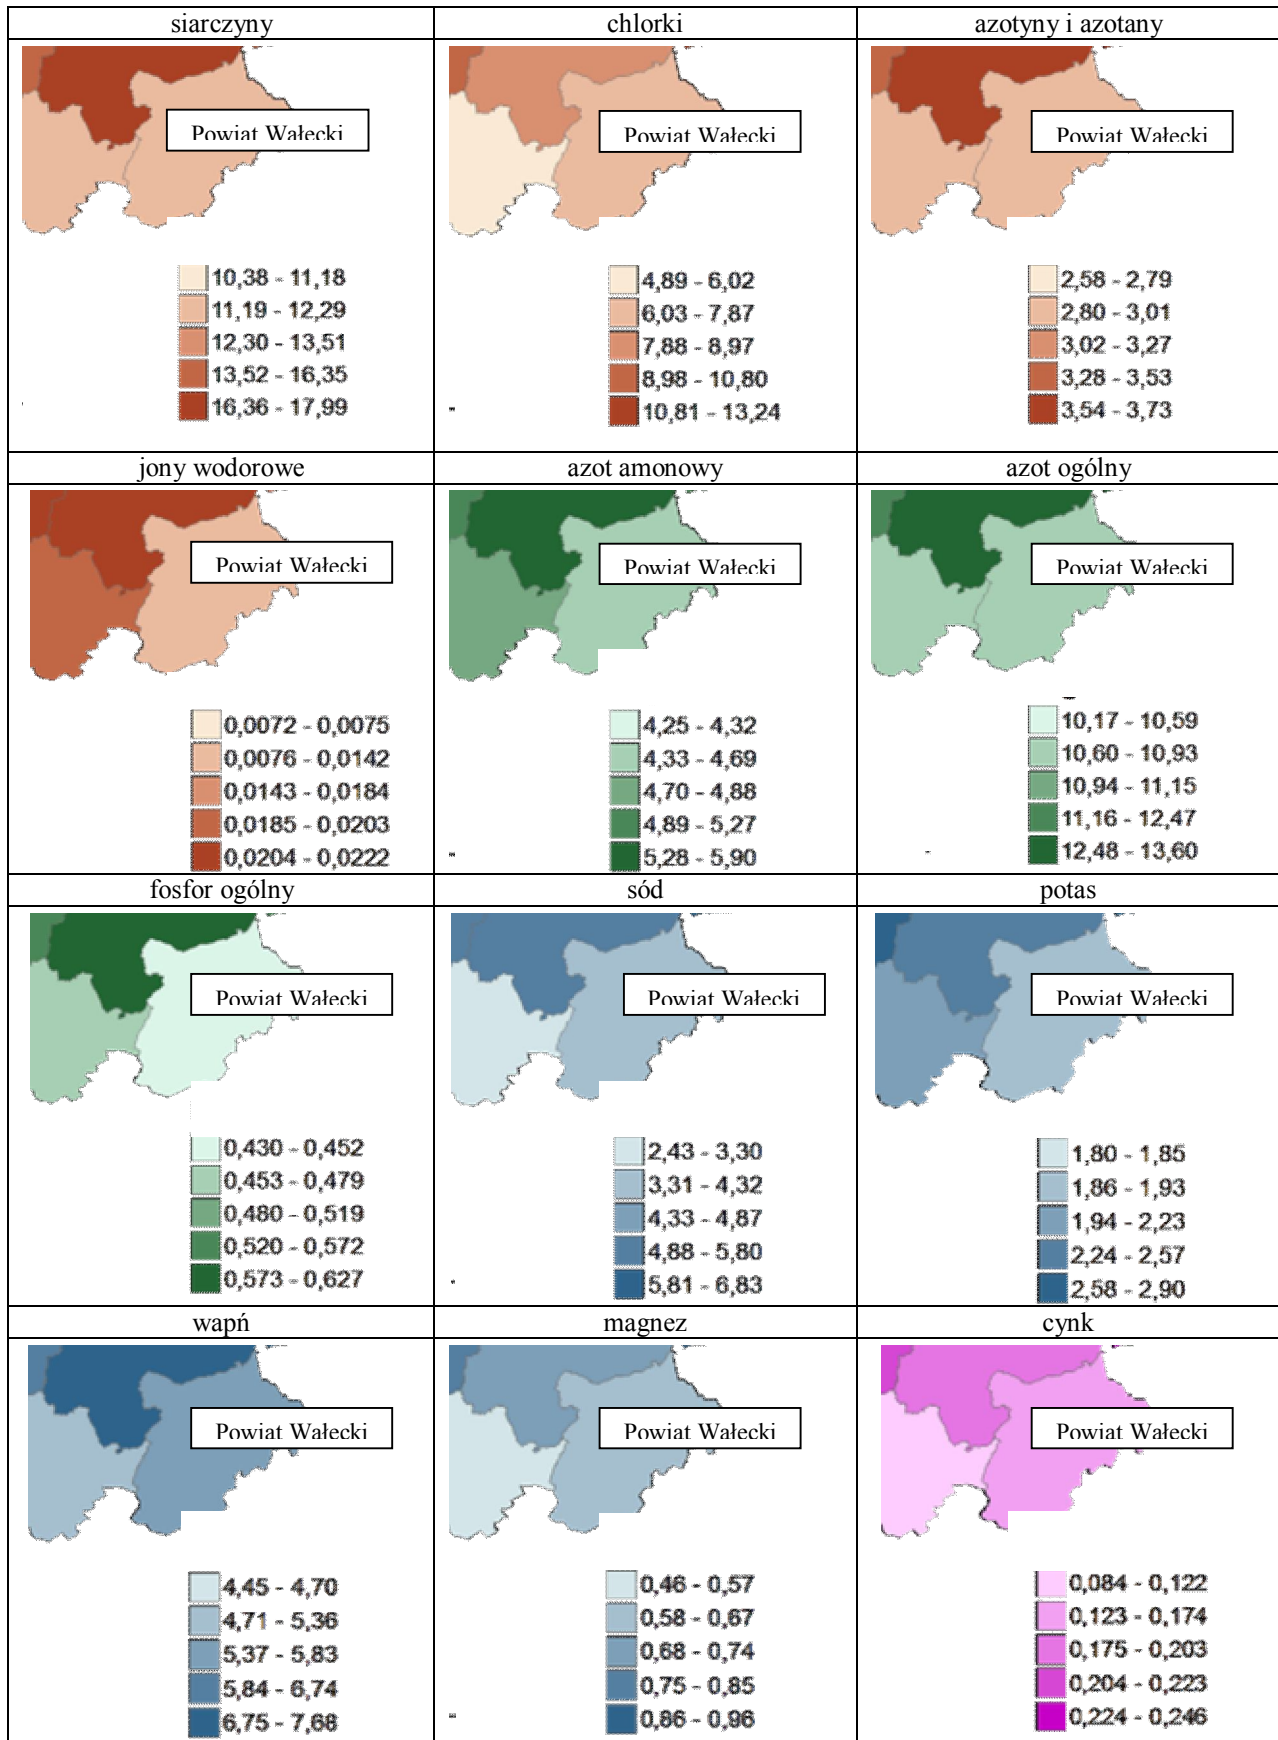 siarczyny
chlorki
azotyny i azotany
Powiat Wałecki
Powiat Wałecki
Powiat Wałecki
10,38 - 11,18
11,19 - 12,29
12,30 - 13,51
13,52 - 16,35
16,36 - 17,99
4,89 - 6,02
6,03 - 7,87
7,88 - 8,97
8,98 - 10,80
10,81 - 13,24
2,58 - 2,79
2,80 - 3,01
3,02 - 3,27
3,28 - 3,53
3,54 - 3,73
jony wodorowe
azot amonowy
azot ogólny
Powiat Wałecki
Powiat Wałecki
Powiat Wałecki
0,0072 - 0,0075
0,0076 - 0,0142
0,0143 - 0,0184
0,0185 - 0,0203
0,0204 - 0,0222
4,25 - 4,32
4,33 - 4,69
4,70 - 4,88
4,89 - 5,27
5,28 - 5,90
10,17 - 10,59
10,60 - 10,93
10,94 - 11,15
11,16 - 12,47
12,48 - 13,60
fosfor ogólny
sód
potas
Powiat Wałecki
Powiat Wałecki
Powiat Wałecki
0,430 - 0,452
0,453 - 0,479
0,480 - 0,519
0,520 - 0,572
0,573 - 0,627
2,43 - 3,30
3,31 - 4,32
4,33 - 4,87
4,88 - 5,80
5,81 - 6,83
1,80 - 1,85
1,86 - 1,93
1,94 - 2,23
2,24 - 2,57
2,58 - 2,90
wapń
magnez
cynk
Powiat Wałecki
Powiat Wałecki
Powiat Wałecki
4,45 - 4,70
4,71 - 5,36
5,37 - 5,83
5,84 - 6,74
6,75 - 7,68
0,46 - 0,57
0,58 - 0,67
0,68 - 0,74
0,75 - 0,85
0,86 - 0,96
0,084 - 0,122
0,123 - 0,174
0,175 - 0,203
0,204 - 0,223
0,224 - 0,246